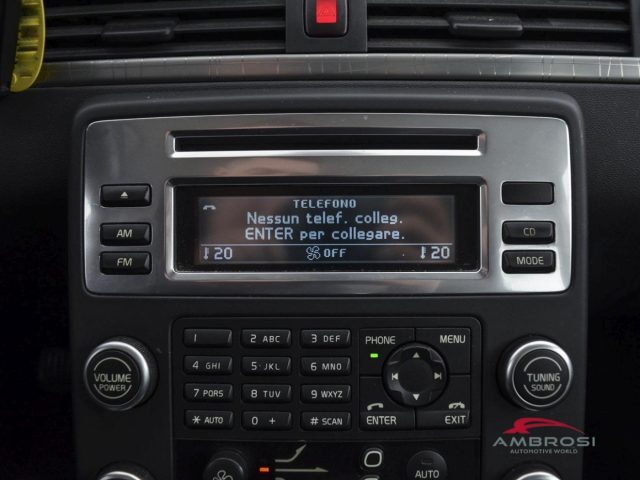 TELEFONO
Nessun telef. colleg.
ENTER per collegare.
20 OFF 20
AM
FM
CD
MODE
1 2 ABC 3 DEF
4 GHI 5 JKL 6 MNO
7 PQRS 8 TUV 9 WXYZ
* AUTO 0 + # SCAN
PHONE MENU
ENTER EXIT
VOLUME
POWER
TUNING
SOUND
AUTO
AMBROSI
AUTOMOTIVE WORLD